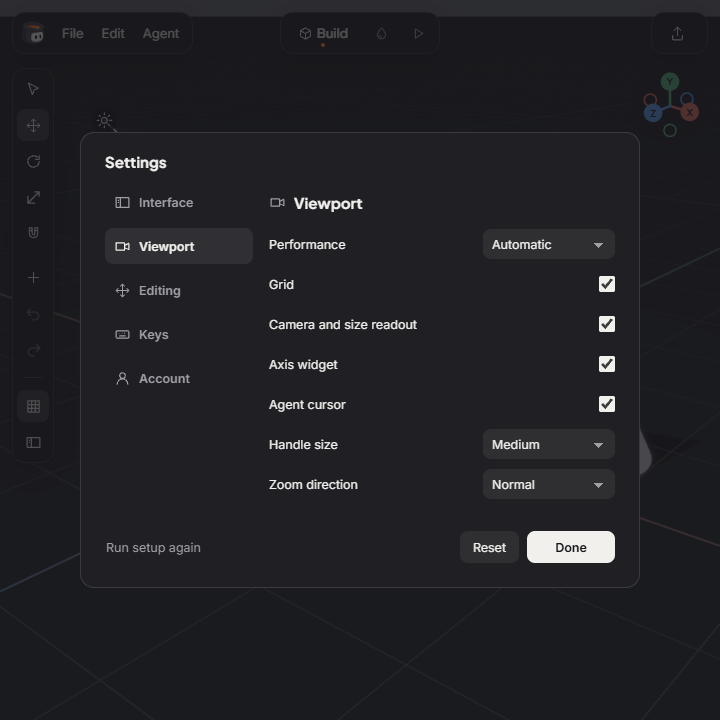 File Edit Agent
Build
Y
Z X
Settings
Interface
Viewport
Editing
Keys
Account
Viewport
Performance Automatic
Grid
Camera and size readout
Axis widget
Agent cursor
Handle size Medium
Zoom direction Normal
Run setup again Reset Done